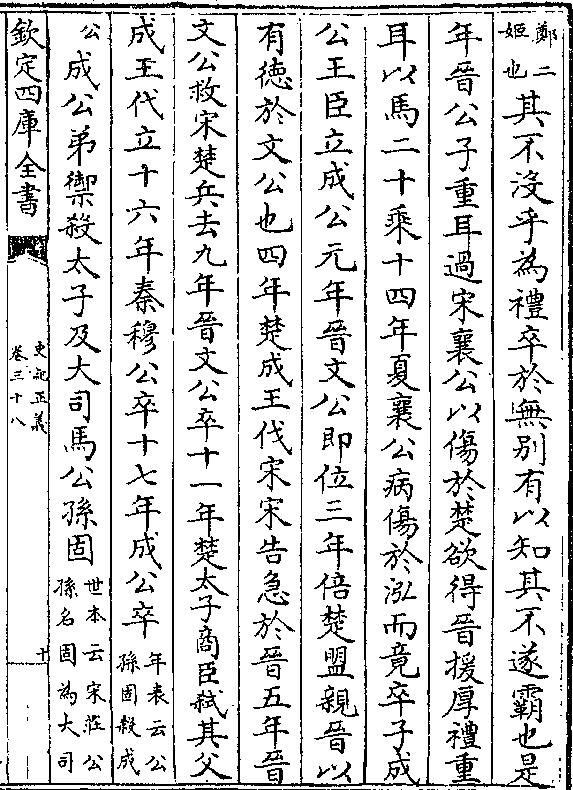 鄭二姬也其不沒乎為禮卒於無別有以知其不遂霸也是
年晉公子重耳過宋襄公以傷於楚欲得晉援厚禮重
耳以馬二十乘十四年夏襄公病傷於泓而竟卒子成
公王臣立成公元年晉文公即位三年倍楚盟親晉以
有德於文公也四年楚成王伐宋宋告急於晉五年晉
文公救宋楚兵去九年晉文公卒十一年楚太子商臣弑其父
成王代立十六年秦穆公卒十七年成公卒年表云公孫固殺成
公成公弟禦殺太子及大司馬公孫固世本云宋莊公孫名固為大司
欽定四庫全書
史記正義
卷三十八
十